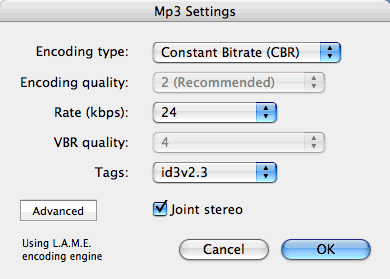 Mp3 Settings
Encoding type: Constant Bitrate (CBR)
Encoding quality: 2 (Recommended)
Rate (kbps): 24
VBR quality: 4
Tags: id3v2.3
Advanced Joint stereo
Using L.A.M.E.
encoding engine
Cancel OK